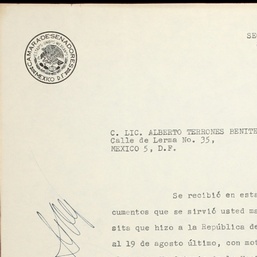 CAMARA DE SENADORES
MEXICO D.F.
SE
C. LIC. ALBERTO TERRONES BENITE
Calle de Lerma No. 35,
MEXICO 5, D.F.
Se recibió en esta
cumentos que se sirvió usted ma
sita que hizo a la República de
al 19 de agosto último, con mot